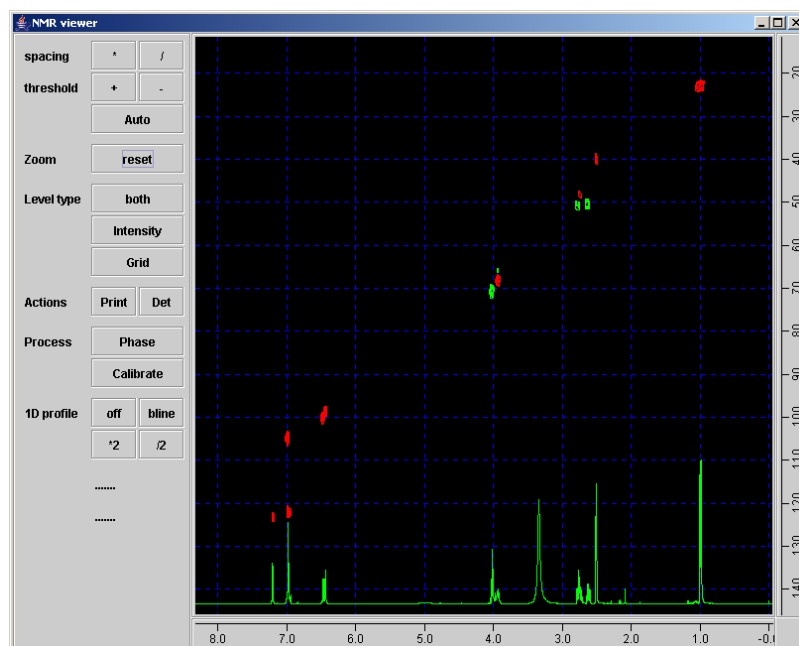 NMR viewer
spacing * /
threshold + -
Auto
Zoom reset
Level type both
Intensity
Grid
Actions Print Det
Process Phase
Calibrate
1D profile off bline
*2 /2
.......
.......
20
30
40
50
60
70
80
90
100
110
120
130
140
8.0 7.0 6.0 5.0 4.0 3.0 2.0 1.0 -0.